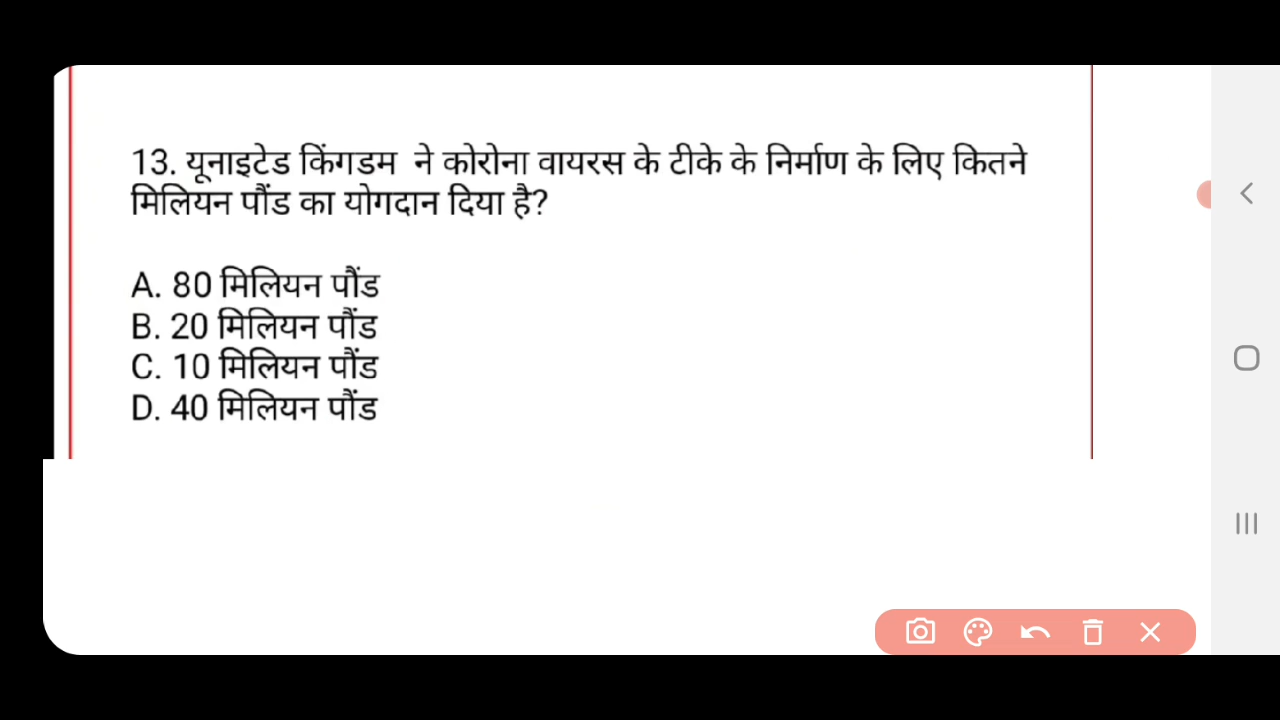 13. यूनाइटेड किंगडम ने कोरोना वायरस के टीके के निर्माण के लिए कितने
मिलियन पौंड का योगदान दिया है?
A. 80 मिलियन पौंड
B. 20 मिलियन पौंड
C. 10 मिलियन पौंड
D. 40 मिलियन पौंड